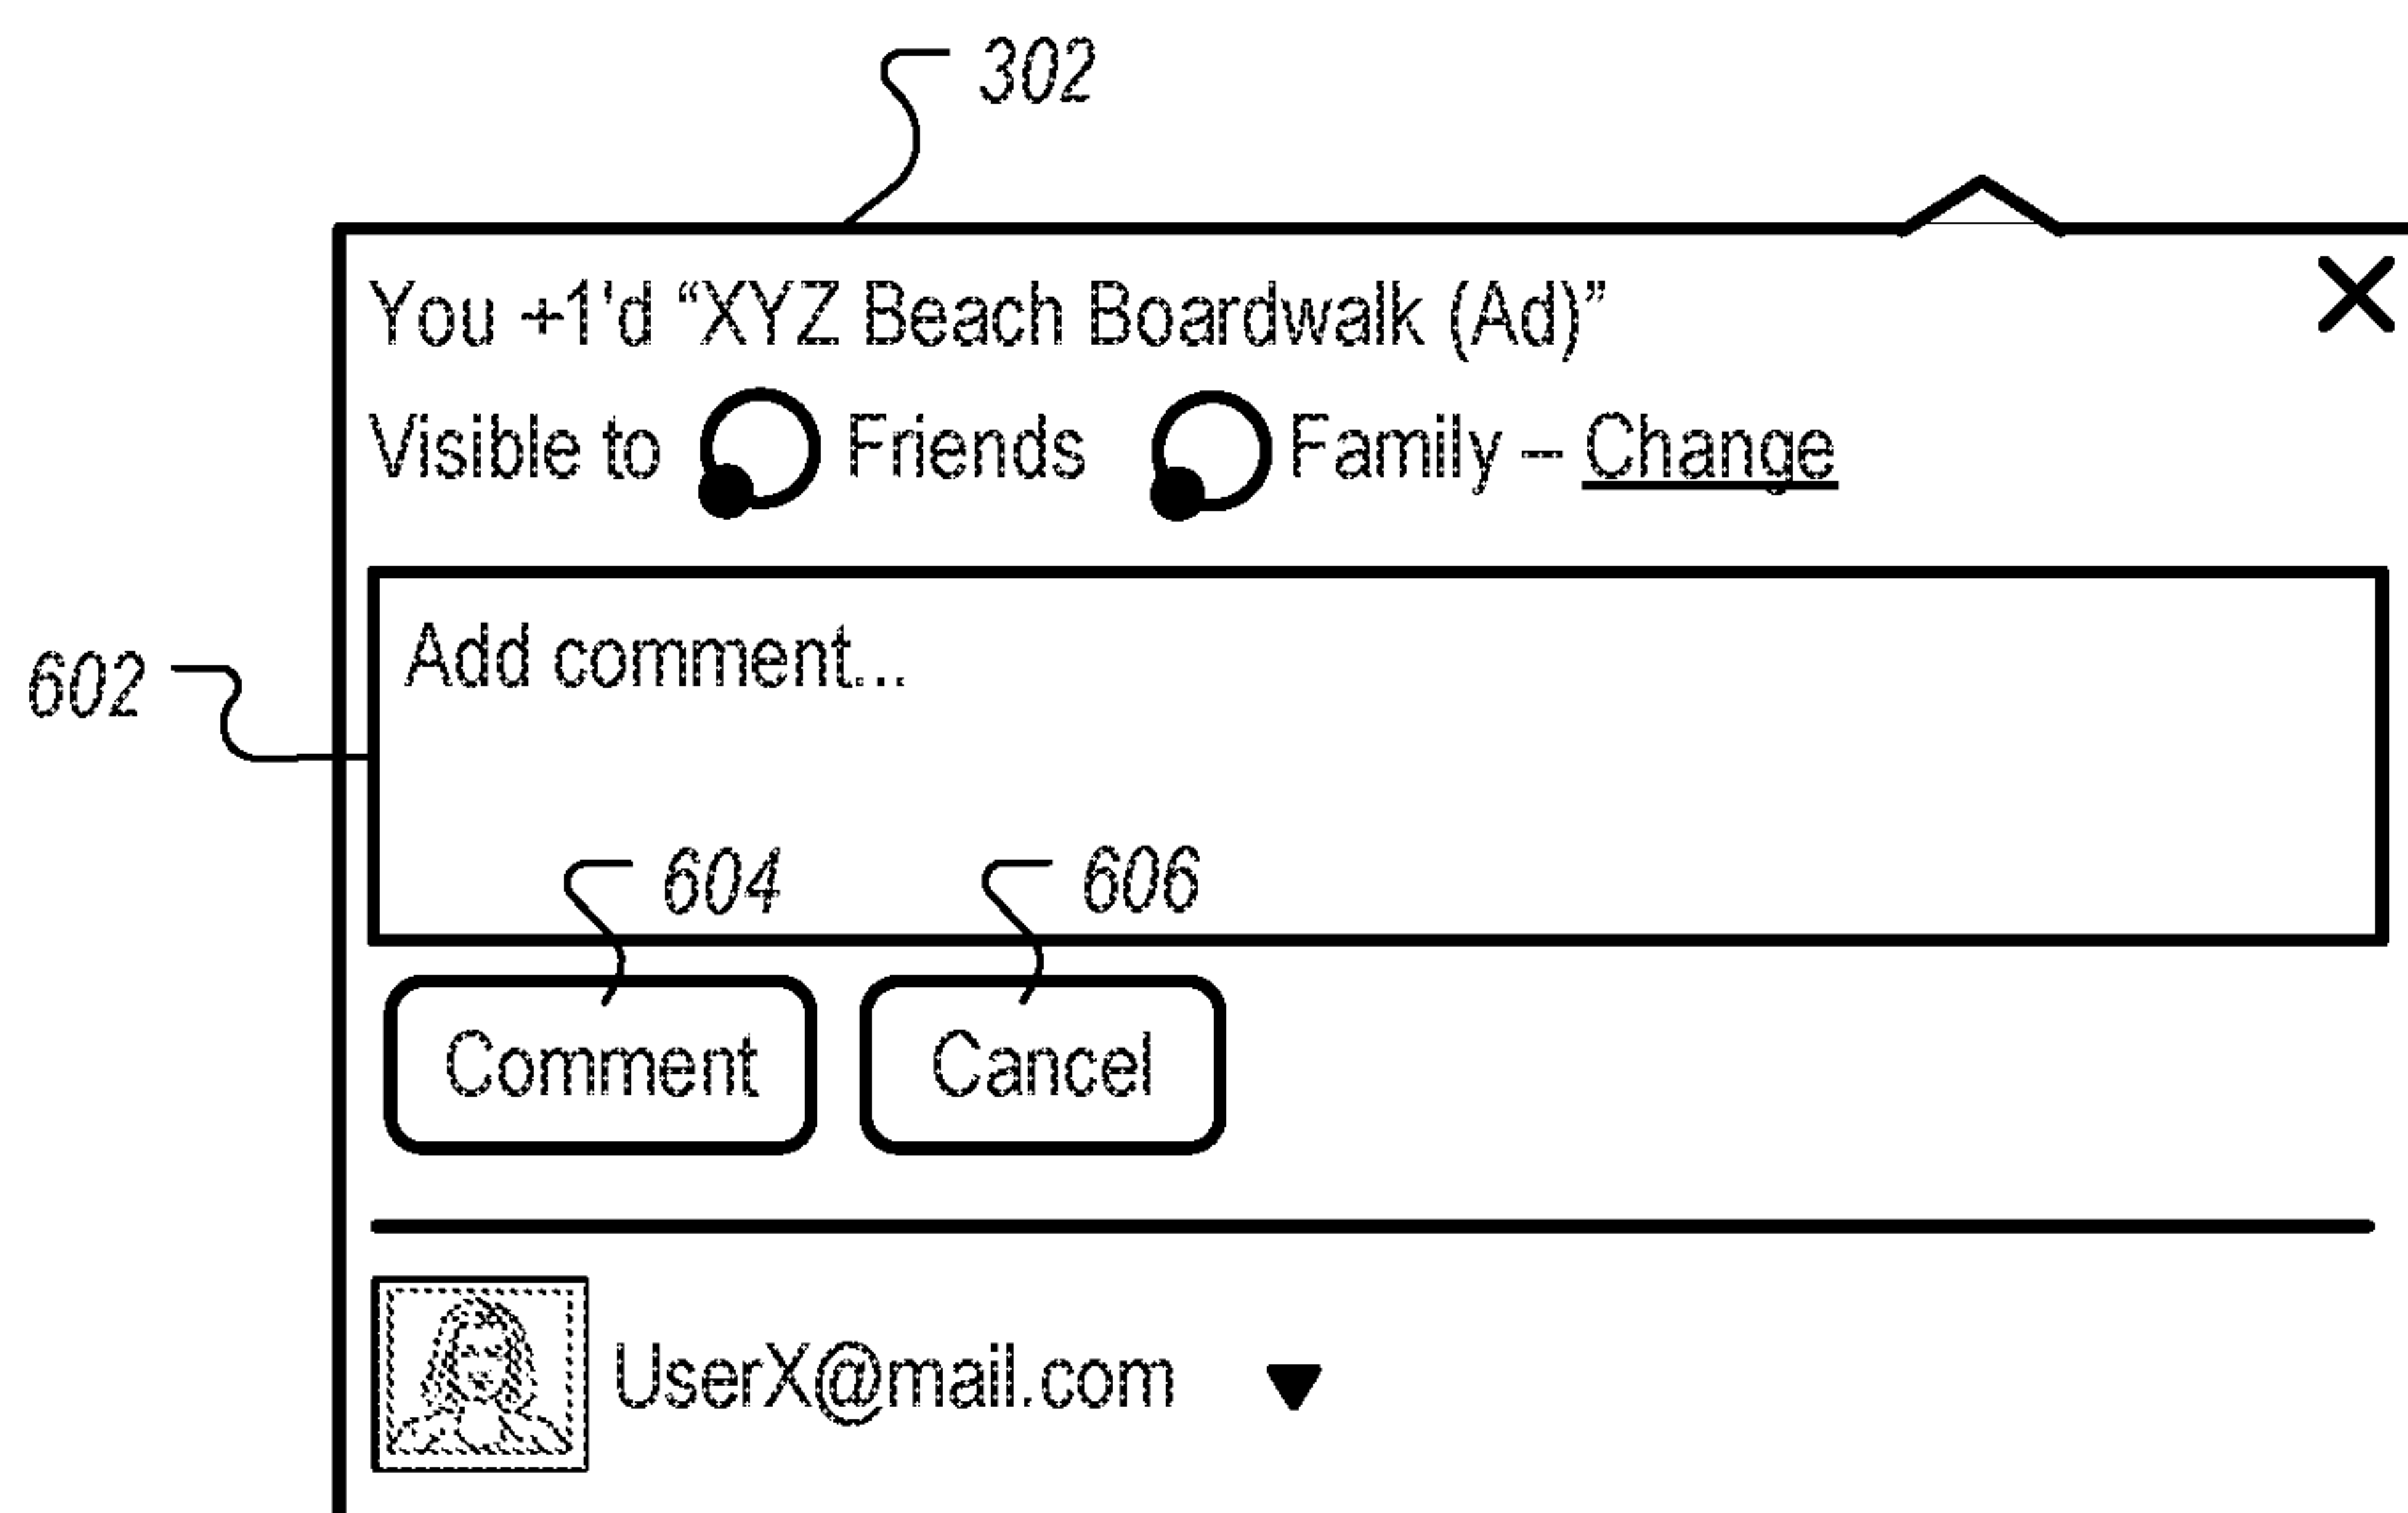 302
You +1'd “XYZ Beach Boardwalk (Ad)”
Visible to Friends Family – Change
602
Add comment...
604 606
Comment Cancel
UserX@mail.com